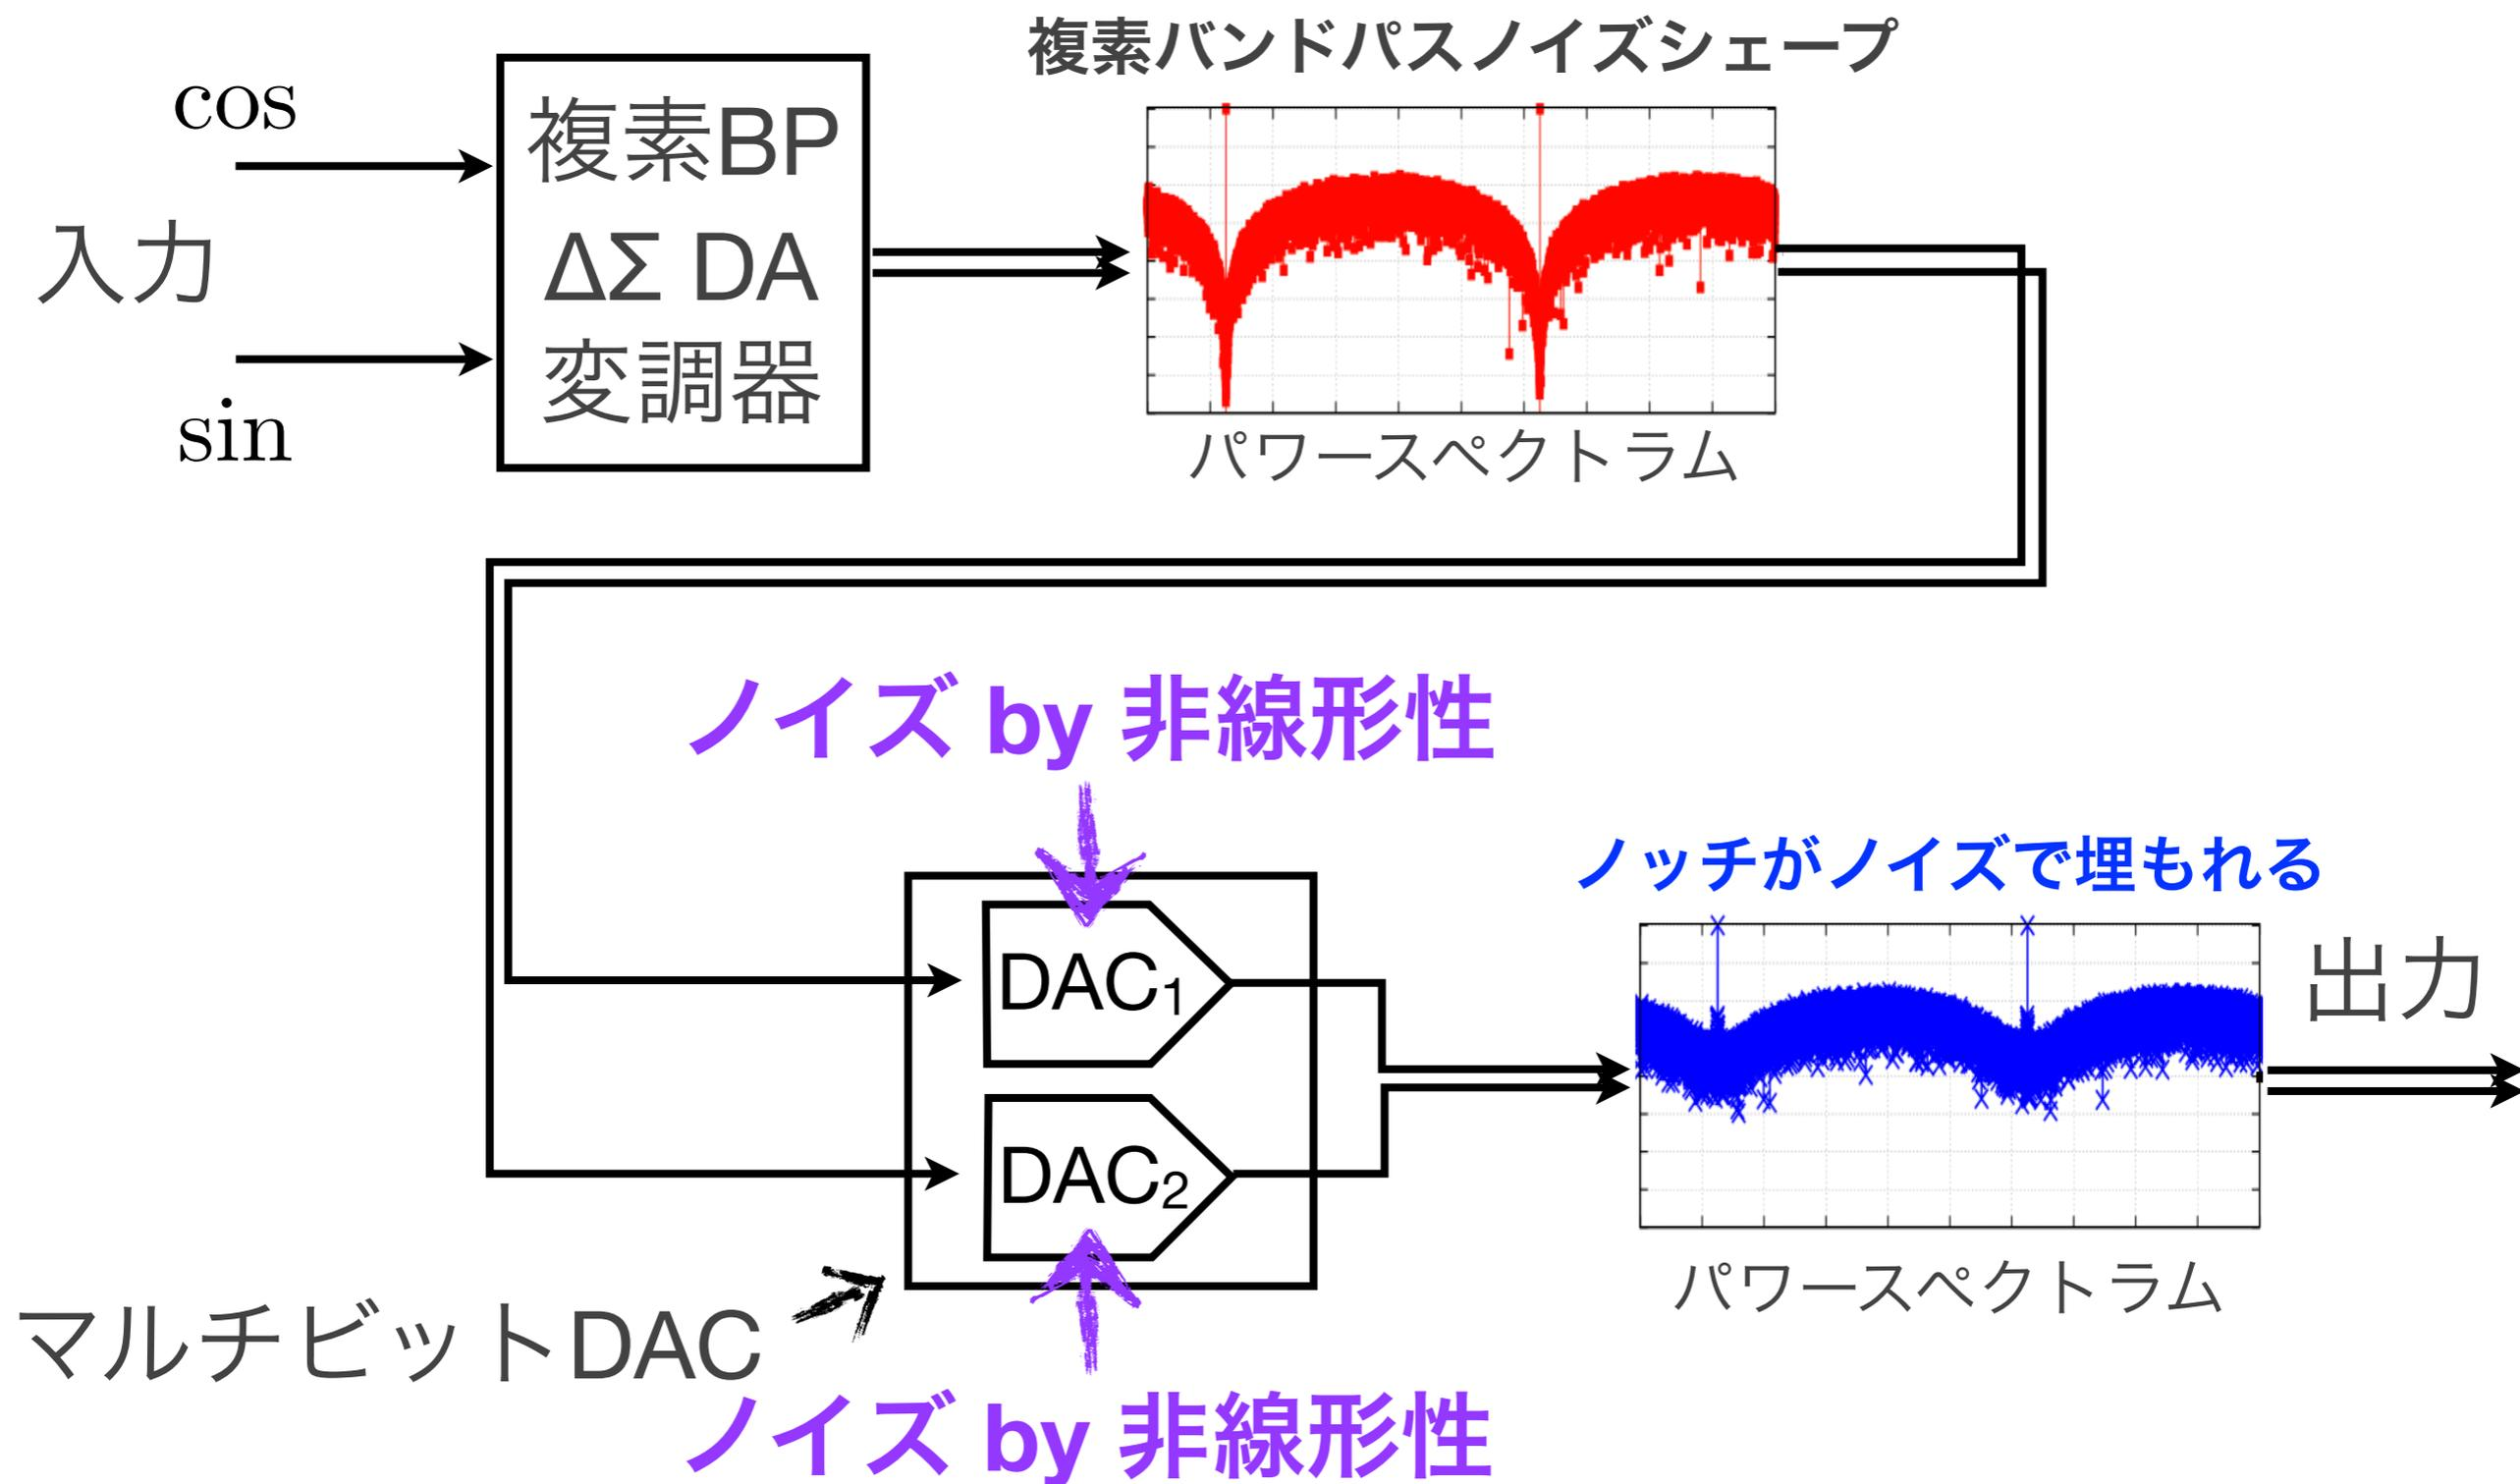 複素バンドパスノイズシェープ
cos
入力
sin
複素BP
ΔΣ DA
変調器
パワースペクトラム
ノイズ by 非線形性
ノッチがノイズで埋もれる
DAC1
DAC2
出力
パワースペクトラム
マルチビットDAC
ノイズ by 非線形性